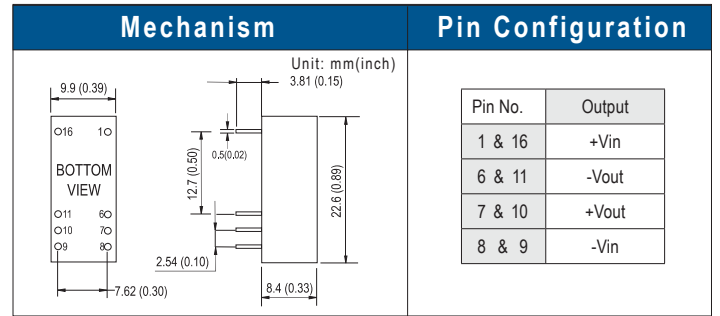 Mechanism
Pin Configuration
Unit: mm(inch)
3.81 (0.15)
9.9 (0.39)
16 1
0.5(0.02)
BOTTOM
VIEW
12.7 (0.50)
22.6 (0.89)
11 6
10 7
9 8
2.54 (0.10)
7.62 (0.30)
8.4 (0.33)
Pin No. Output
1 & 16 +Vin
6 & 11 -Vout
7 & 10 +Vout
8 & 9 -Vin